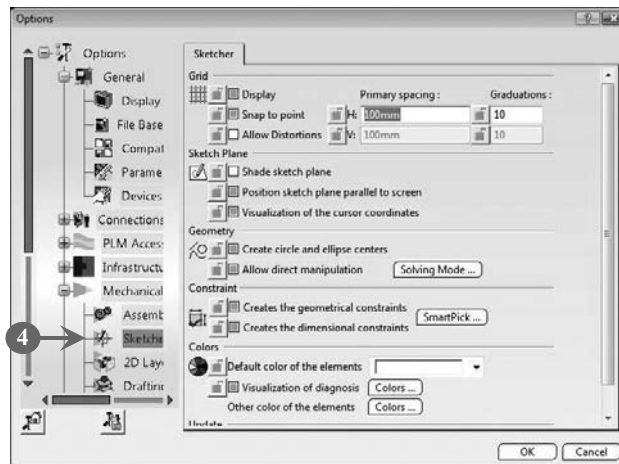 Options
Options
General
Display
File Base
Compat
Parame
Devices
Connections
PLM Acces
Infrastructu
Mechanical
Assemb
4
Sketche
2D Lay
Drafting
Sketcher
Grid
Display
Primary spacing :
Graduations :
Snap to point
H:
100mm
10
Allow Distortions
V:
100mm
10
Sketch Plane
Shade sketch plane
Position sketch plane parallel to screen
Visualization of the cursor coordinates
Geometry
Create circle and ellipse centers
Allow direct manipulation
Solving Mode ...
Constraint
Creates the geometrical constraints
SmartPick ...
Creates the dimensional constraints
Colors
Default color of the elements
Visualization of diagnosis
Colors ...
Other color of the elements
Colors ...
Update
OK
Cancel